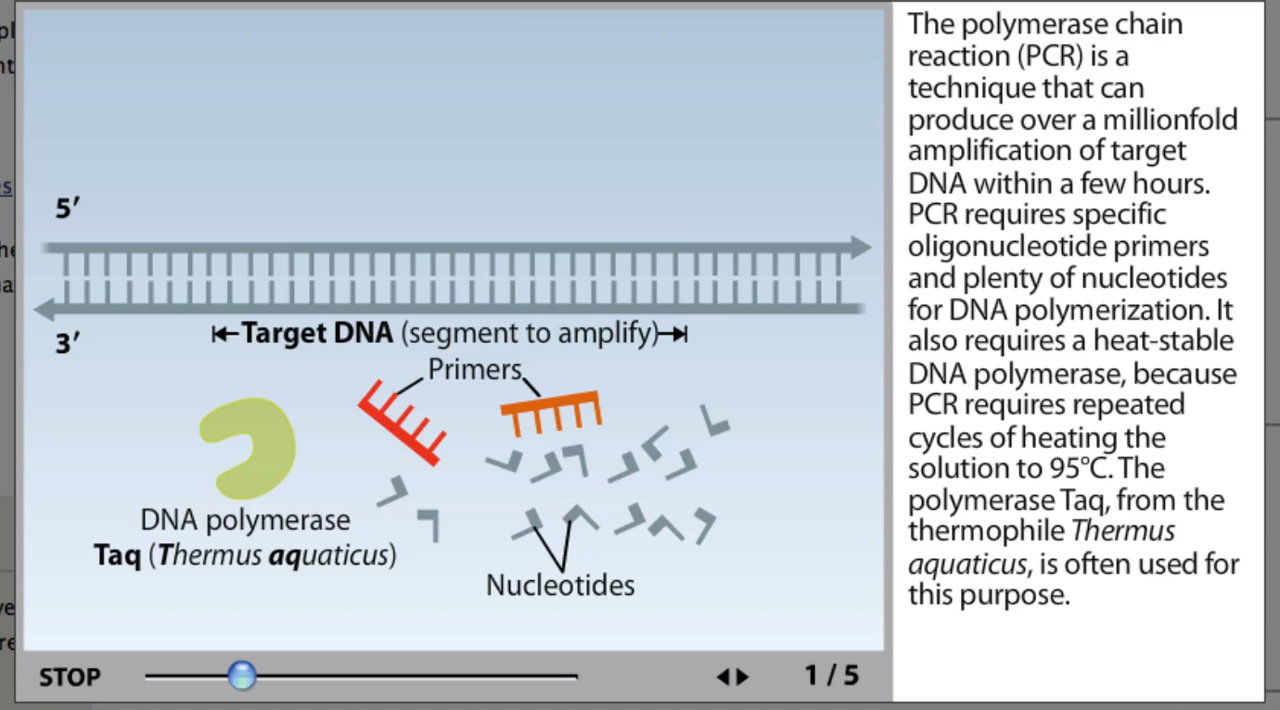 5′
3′
Target DNA (segment to amplify)
Primers
DNA polymerase
Taq (Thermus aquaticus)
Nucleotides
STOP
1 / 5
The polymerase chain
reaction (PCR) is a
technique that can
produce over a millionfold
amplification of target
DNA within a few hours.
PCR requires specific
oligonucleotide primers
and plenty of nucleotides
for DNA polymerization. It
also requires a heat-stable
DNA polymerase, because
PCR requires repeated
cycles of heating the
solution to 95°C. The
polymerase Taq, from the
thermophile Thermus
aquaticus, is often used for
this purpose.